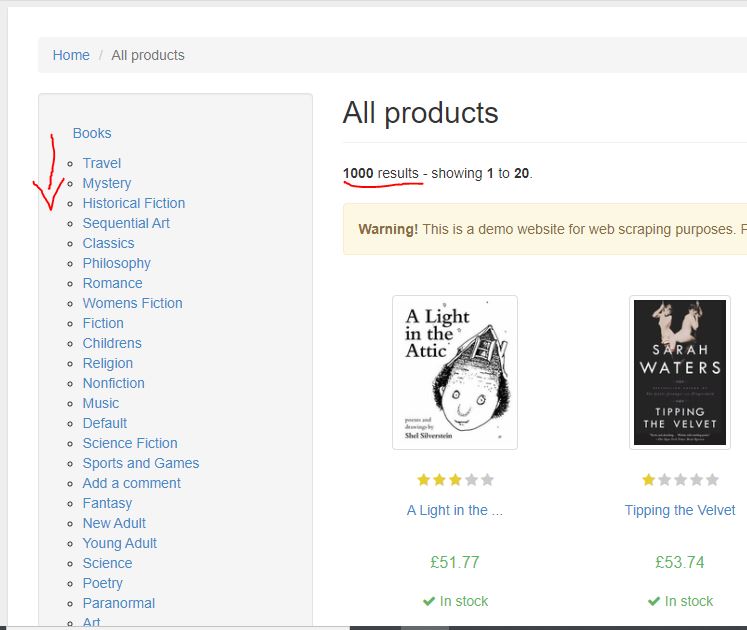 Home / All products
Books
Travel
Mystery
Historical Fiction
Sequential Art
Classics
Philosophy
Romance
Womens Fiction
Fiction
Childrens
Religion
Nonfiction
Music
Default
Science Fiction
Sports and Games
Add a comment
Fantasy
New Adult
Young Adult
Science
Poetry
Paranormal
Art
All products
1000 results - showing 1 to 20.
Warning! This is a demo website for web scraping purposes. P
A Light
in the
Attic
poems and
drawings by
Shel Silverstein
A Light in the ...
£51.77
In stock
SARAH
WATERS
TIPPING
THE VELVET
Tipping the Velvet
£53.74
In stock